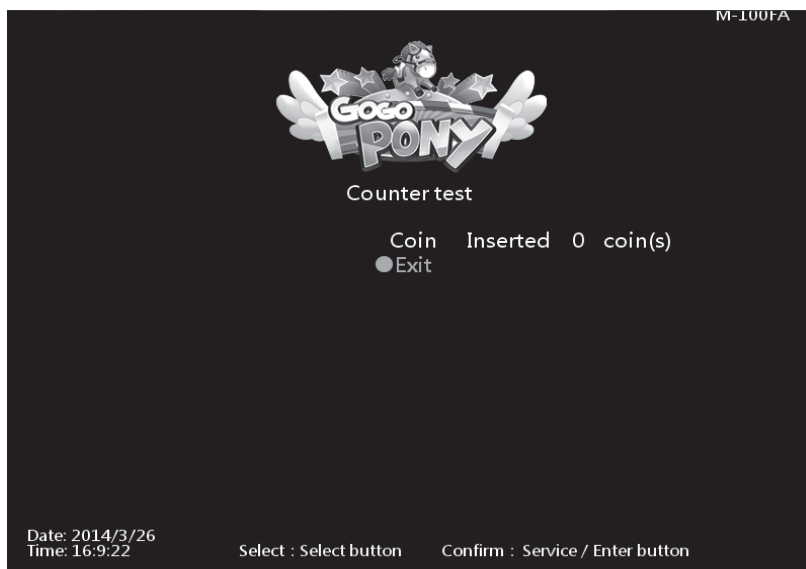 M-100FA
GOGO
PONY
Counter test
Coin Inserted 0 coin(s)
Exit
Date: 2014/3/26
Time: 16:9:22
Select : Select button Confirm : Service / Enter button